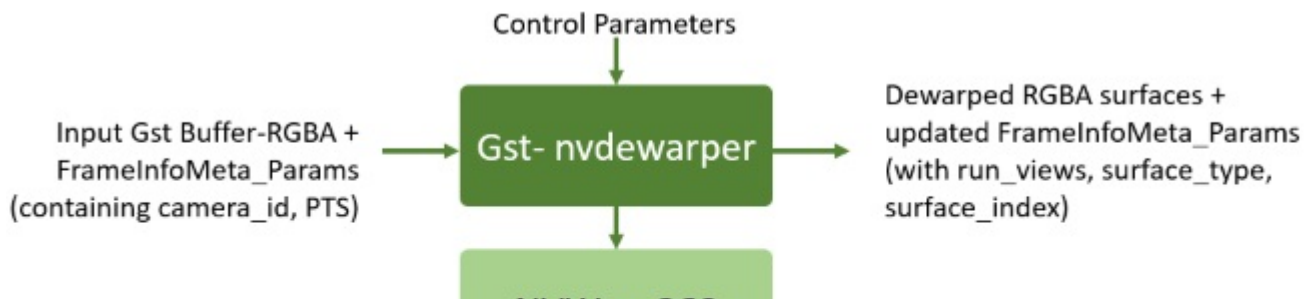 Control Parameters
Input Gst Buffer-RGBA +
FrameInfoMeta_Params
(containing camera_id, PTS)
Gst- nvdewarper
Dewarped RGBA surfaces +
updated FrameInfoMeta_Params
(with run_views, surface_type,
surface_index)